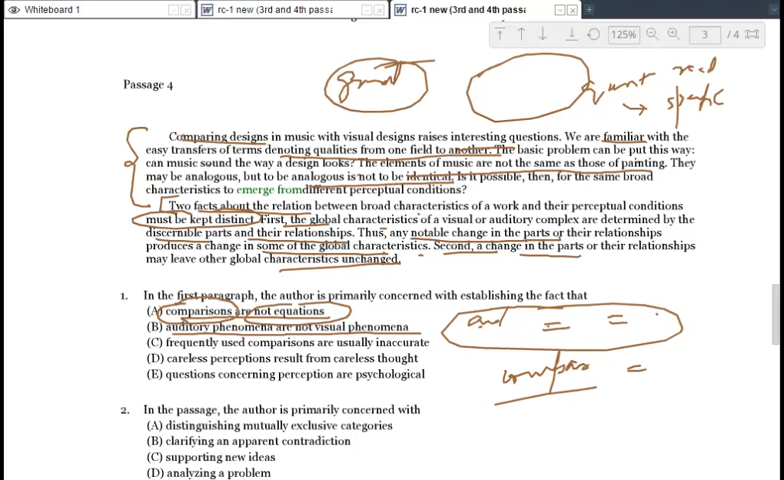 Whiteboard 1
rc-1 new (3rd and 4th pass:
rc-1 new (3rd and 4th pass:
125%
3
/ 4
Passage 4
Comparing designs in music with visual designs raises interesting questions. We are familiar with the
easy transfers of terms denoting qualities from one field to another. The basic problem can be put this way:
can music sound the way a design looks? The elements of music are not the same as those of painting. They
may be analogous, but to be analogous is not to be identical. Is it possible, then, for the same broad
characteristics to emerge fromdifferent perceptual conditions?
Two facts about the relation between broad characteristics of a work and their perceptual conditions
must be kept distinct. First, the global characteristics of a visual or auditory complex are determined by the
discernible parts and their relationships. Thus, any notable change in the parts or their relationships
produces a change in some of the global characteristics. Second, a change in the parts or their relationships
may leave other global characteristics unchanged.
1. In the first paragraph, the author is primarily concerned with establishing the fact that
(A) comparisons are not equations
(B) auditory phenomena are not visual phenomena
(C) frequently used comparisons are usually inaccurate
(D) careless perceptions result from careless thought
(E) questions concerning perception are psychological
and = =
=
2. In the passage, the author is primarily concerned with
(A) distinguishing mutually exclusive categories
(B) clarifying an apparent contradiction
(C) supporting new ideas
(D) analyzing a problem